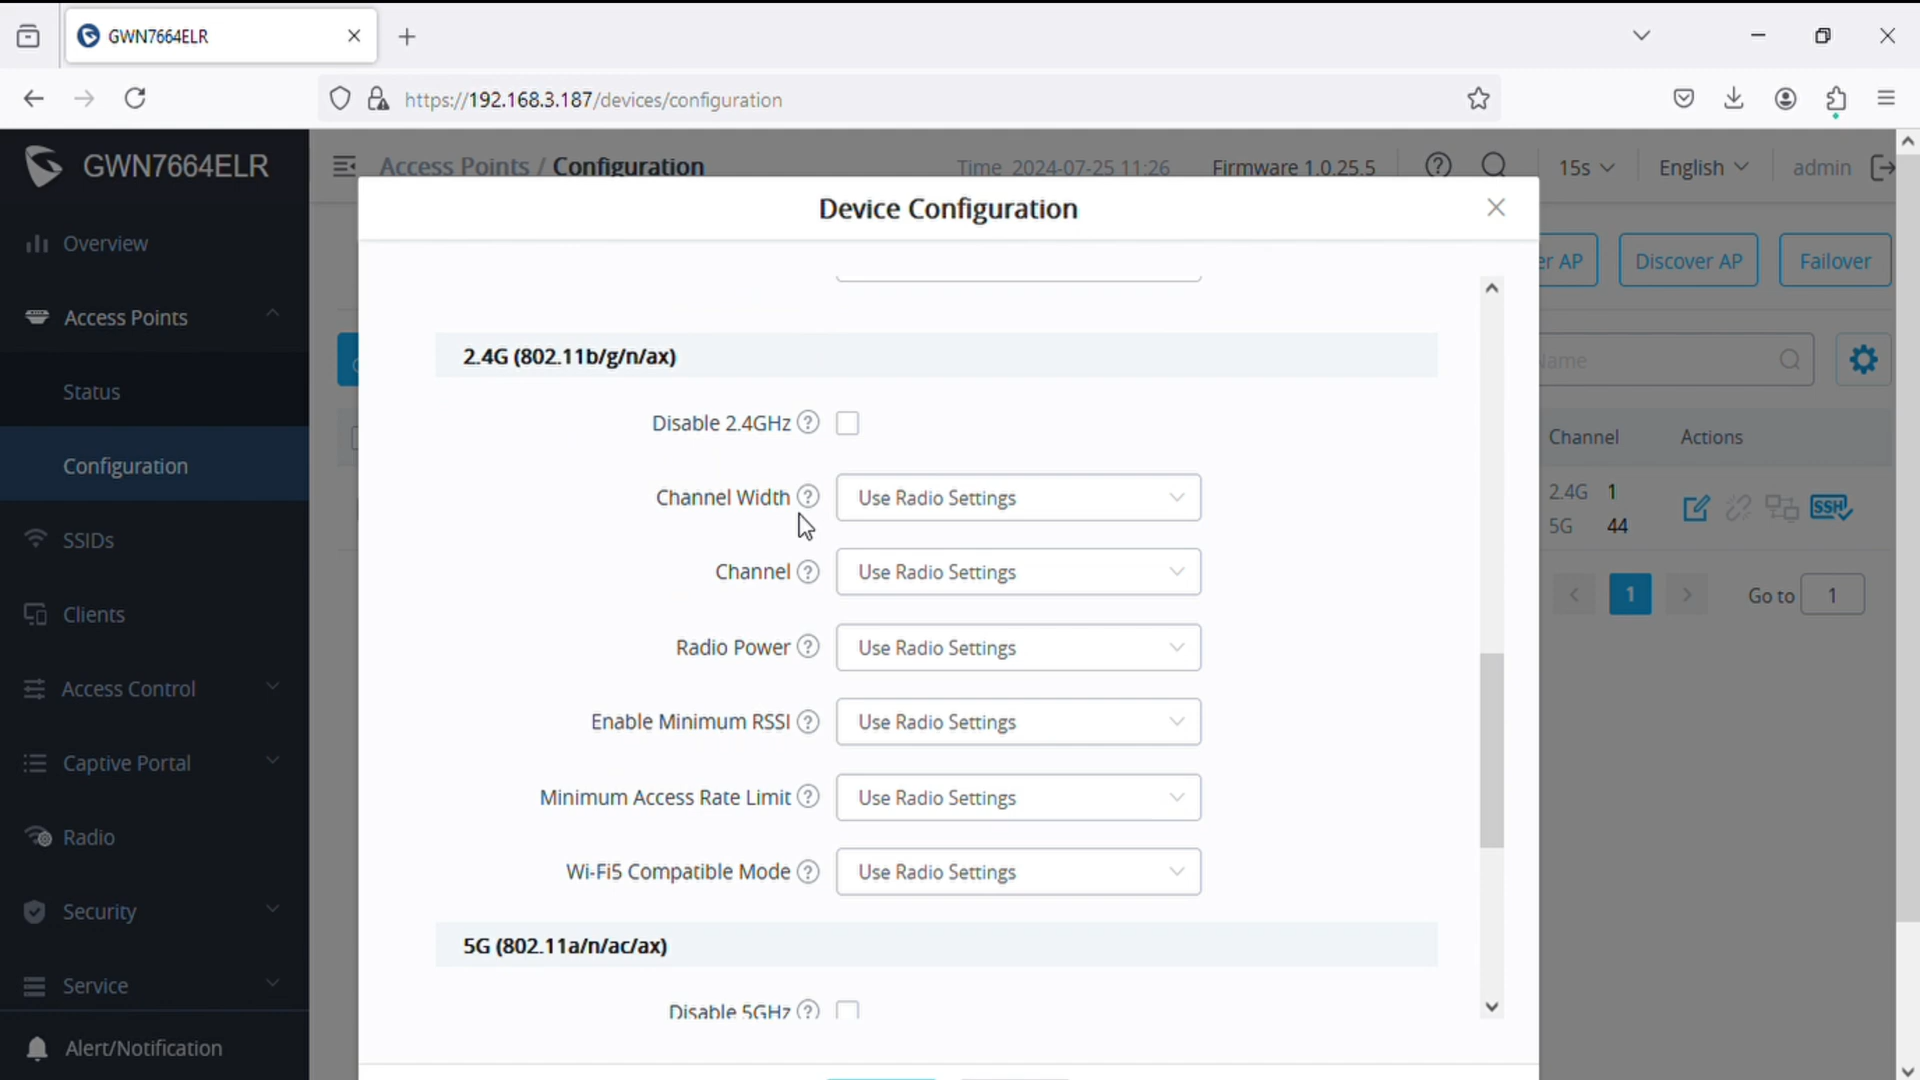 GWN7664ELR
https://192.168.3.187/devices/configuration
GWN7664ELR
Access Points / Configuration
Time 2024-07-25 11:26
Firmware 1.0.25.5
15s
English
admin
Device Configuration
Overview
er AP
Discover AP
Failover
Access Points
2.4G (802.11b/g/n/ax)
Name
Status
Disable 2.4GHz
Channel
Actions
Configuration
Channel Width
Use Radio Settings
2.4G 1
SSH
5G 44
SSIDs
Channel
Use Radio Settings
1
Go to
1
Clients
Radio Power
Use Radio Settings
Access Control
Enable Minimum RSSI
Use Radio Settings
Captive Portal
Minimum Access Rate Limit
Use Radio Settings
Radio
Wi-Fi5 Compatible Mode
Use Radio Settings
Security
5G (802.11a/n/ac/ax)
Service
Disable 5GHz
Alert/Notification